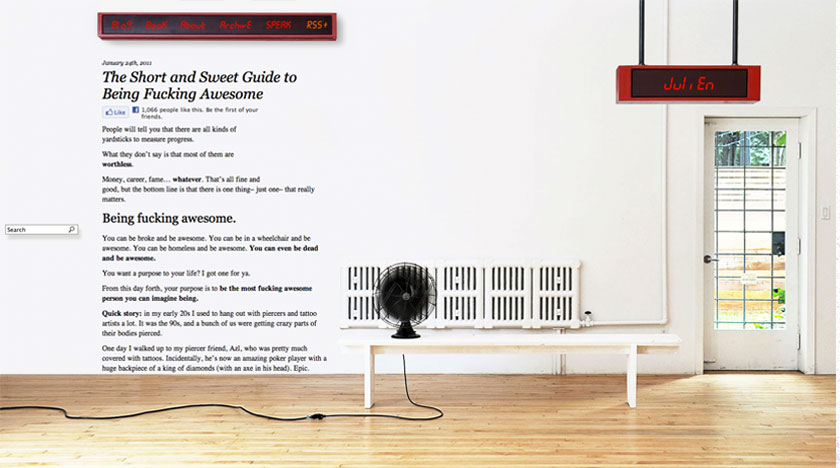 Blog Book About Archive SPEAK RSS+
JuliEn
January 24th, 2011
The Short and Sweet Guide to
Being Fucking Awesome
Like 1,066 people like this. Be the first of your
friends.
People will tell you that there are all kinds of
yardsticks to measure progress.
What they don't say is that most of them are
worthless.
Money, career, fame... whatever. That's all fine and
good, but the bottom line is that there is one thing– just one– that really
matters.
Search
Being fucking awesome.
You can be broke and be awesome. You can be in a wheelchair and be
awesome. You can be homeless and be awesome. You can even be dead
and be awesome.
You want a purpose to your life? I got one for ya.
From this day forth, your purpose is to be the most fucking awesome
person you can imagine being.
Quick story: in my early 20s I used to hang out with piercers and tattoo
artists a lot. It was the 90s, and a bunch of us were getting crazy parts of
their bodies pierced.
One day I walked up to my piercer friend, Azl, who was pretty much
covered with tattoos. Incidentally, he's now an amazing poker player with a
huge backpiece of a king of diamonds (with an axe in his head). Epic.